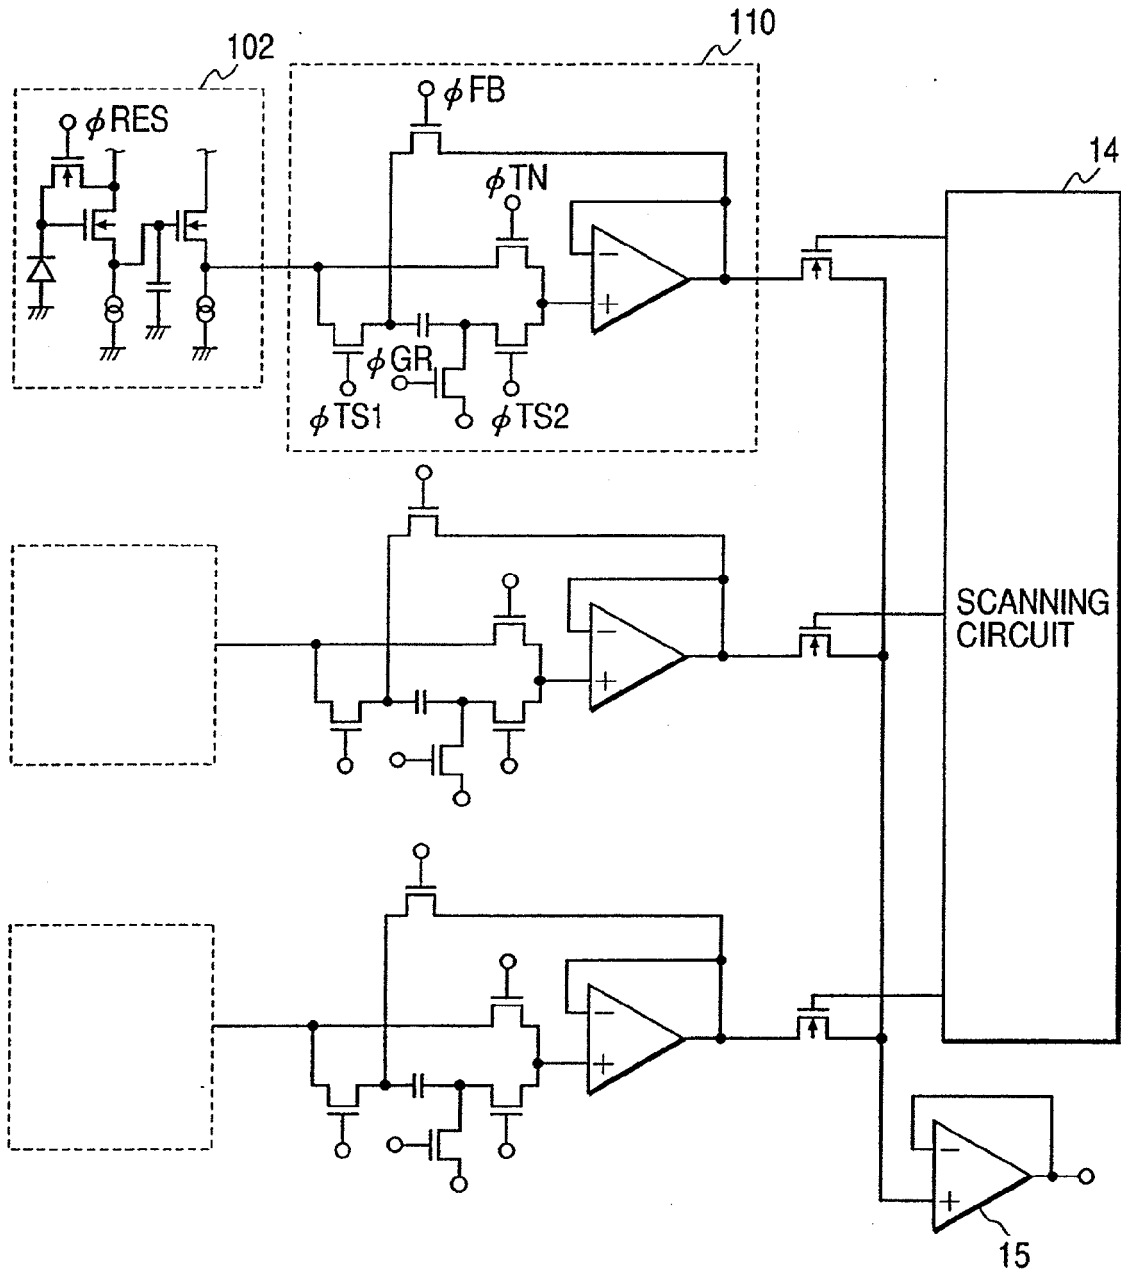 102
110
ϕRES
ϕFB
14
ϕTN
−
+
ϕGR
ϕTS1
ϕTS2
−
+
SCANNING
CIRCUIT
−
+
−
+
15